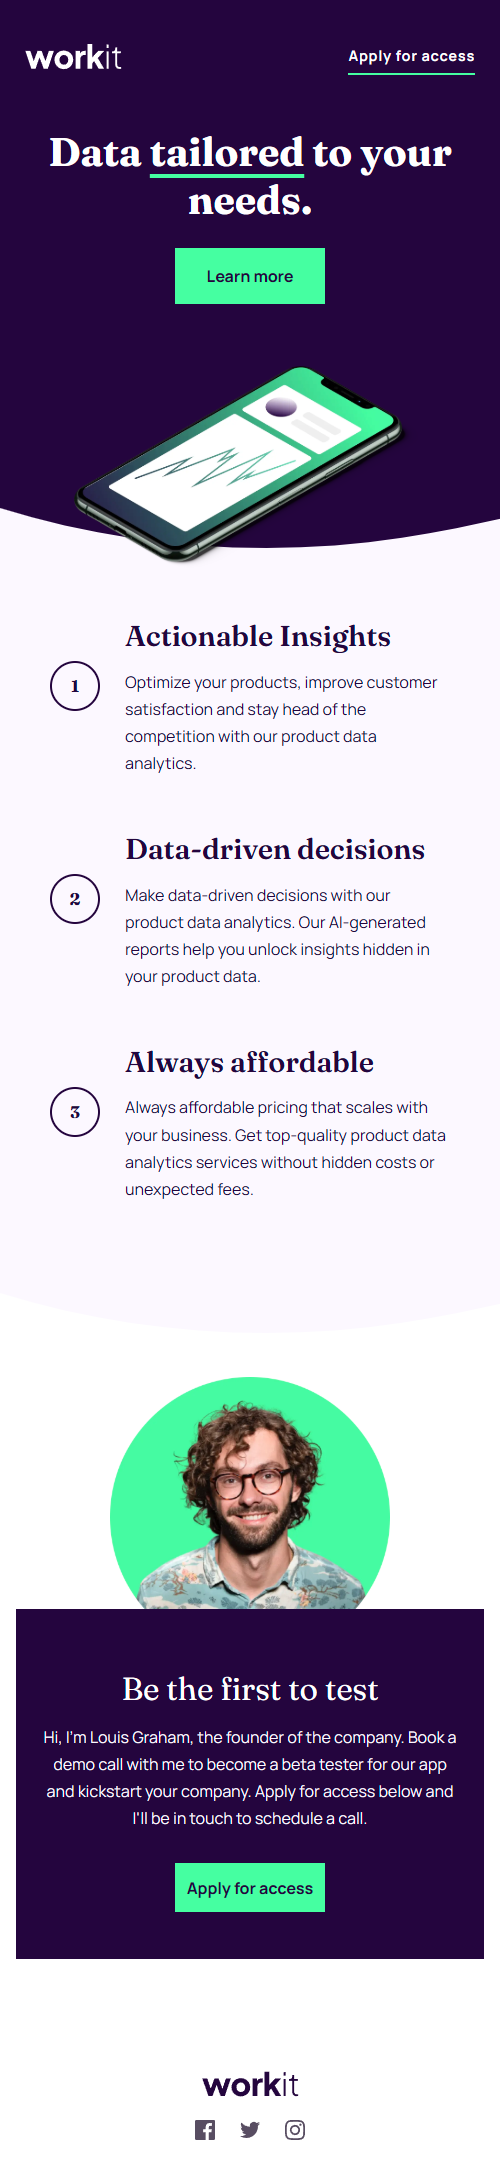 workit
Apply for access
Data tailored to your
needs.
Learn more
Actionable Insights
1
Optimize your products, improve customer
satisfaction and stay head of the
competition with our product data
analytics.
Data-driven decisions
2
Make data-driven decisions with our
product data analytics. Our AI-generated
reports help you unlock insights hidden in
your product data.
Always affordable
3
Always affordable pricing that scales with
your business. Get top-quality product data
analytics services without hidden costs or
unexpected fees.
Be the first to test
Hi, I'm Louis Graham, the founder of the company. Book a
demo call with me to become a beta tester for our app
and kickstart your company. Apply for access below and
I'll be in touch to schedule a call.
Apply for access
workit